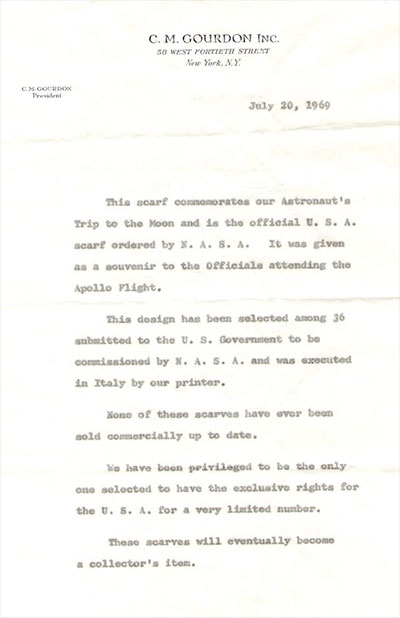 C. M. GOURDON INC.
58 WEST FORTIETH STREET
New York, N.Y.
C. M. GOURDON
President
July 20, 1969
This scarf commemorates our Astronaut's
Trip to the Moon and is the official U. S. A.
scarf ordered by N. A. S. A. It was given
as a souvenir to the Officials attending the
Apollo Flight.
This design has been selected among 36
submitted to the U. S. Government to be
commissioned by N. A. S. A. and was executed
in Italy by our printer.
None of these scarves have ever been
sold commercially up to date.
We have been privileged to be the only
one selected to have the exclusive rights for
the U. S. A. for a very limited number.
These scarves will eventually become
a collector's item.